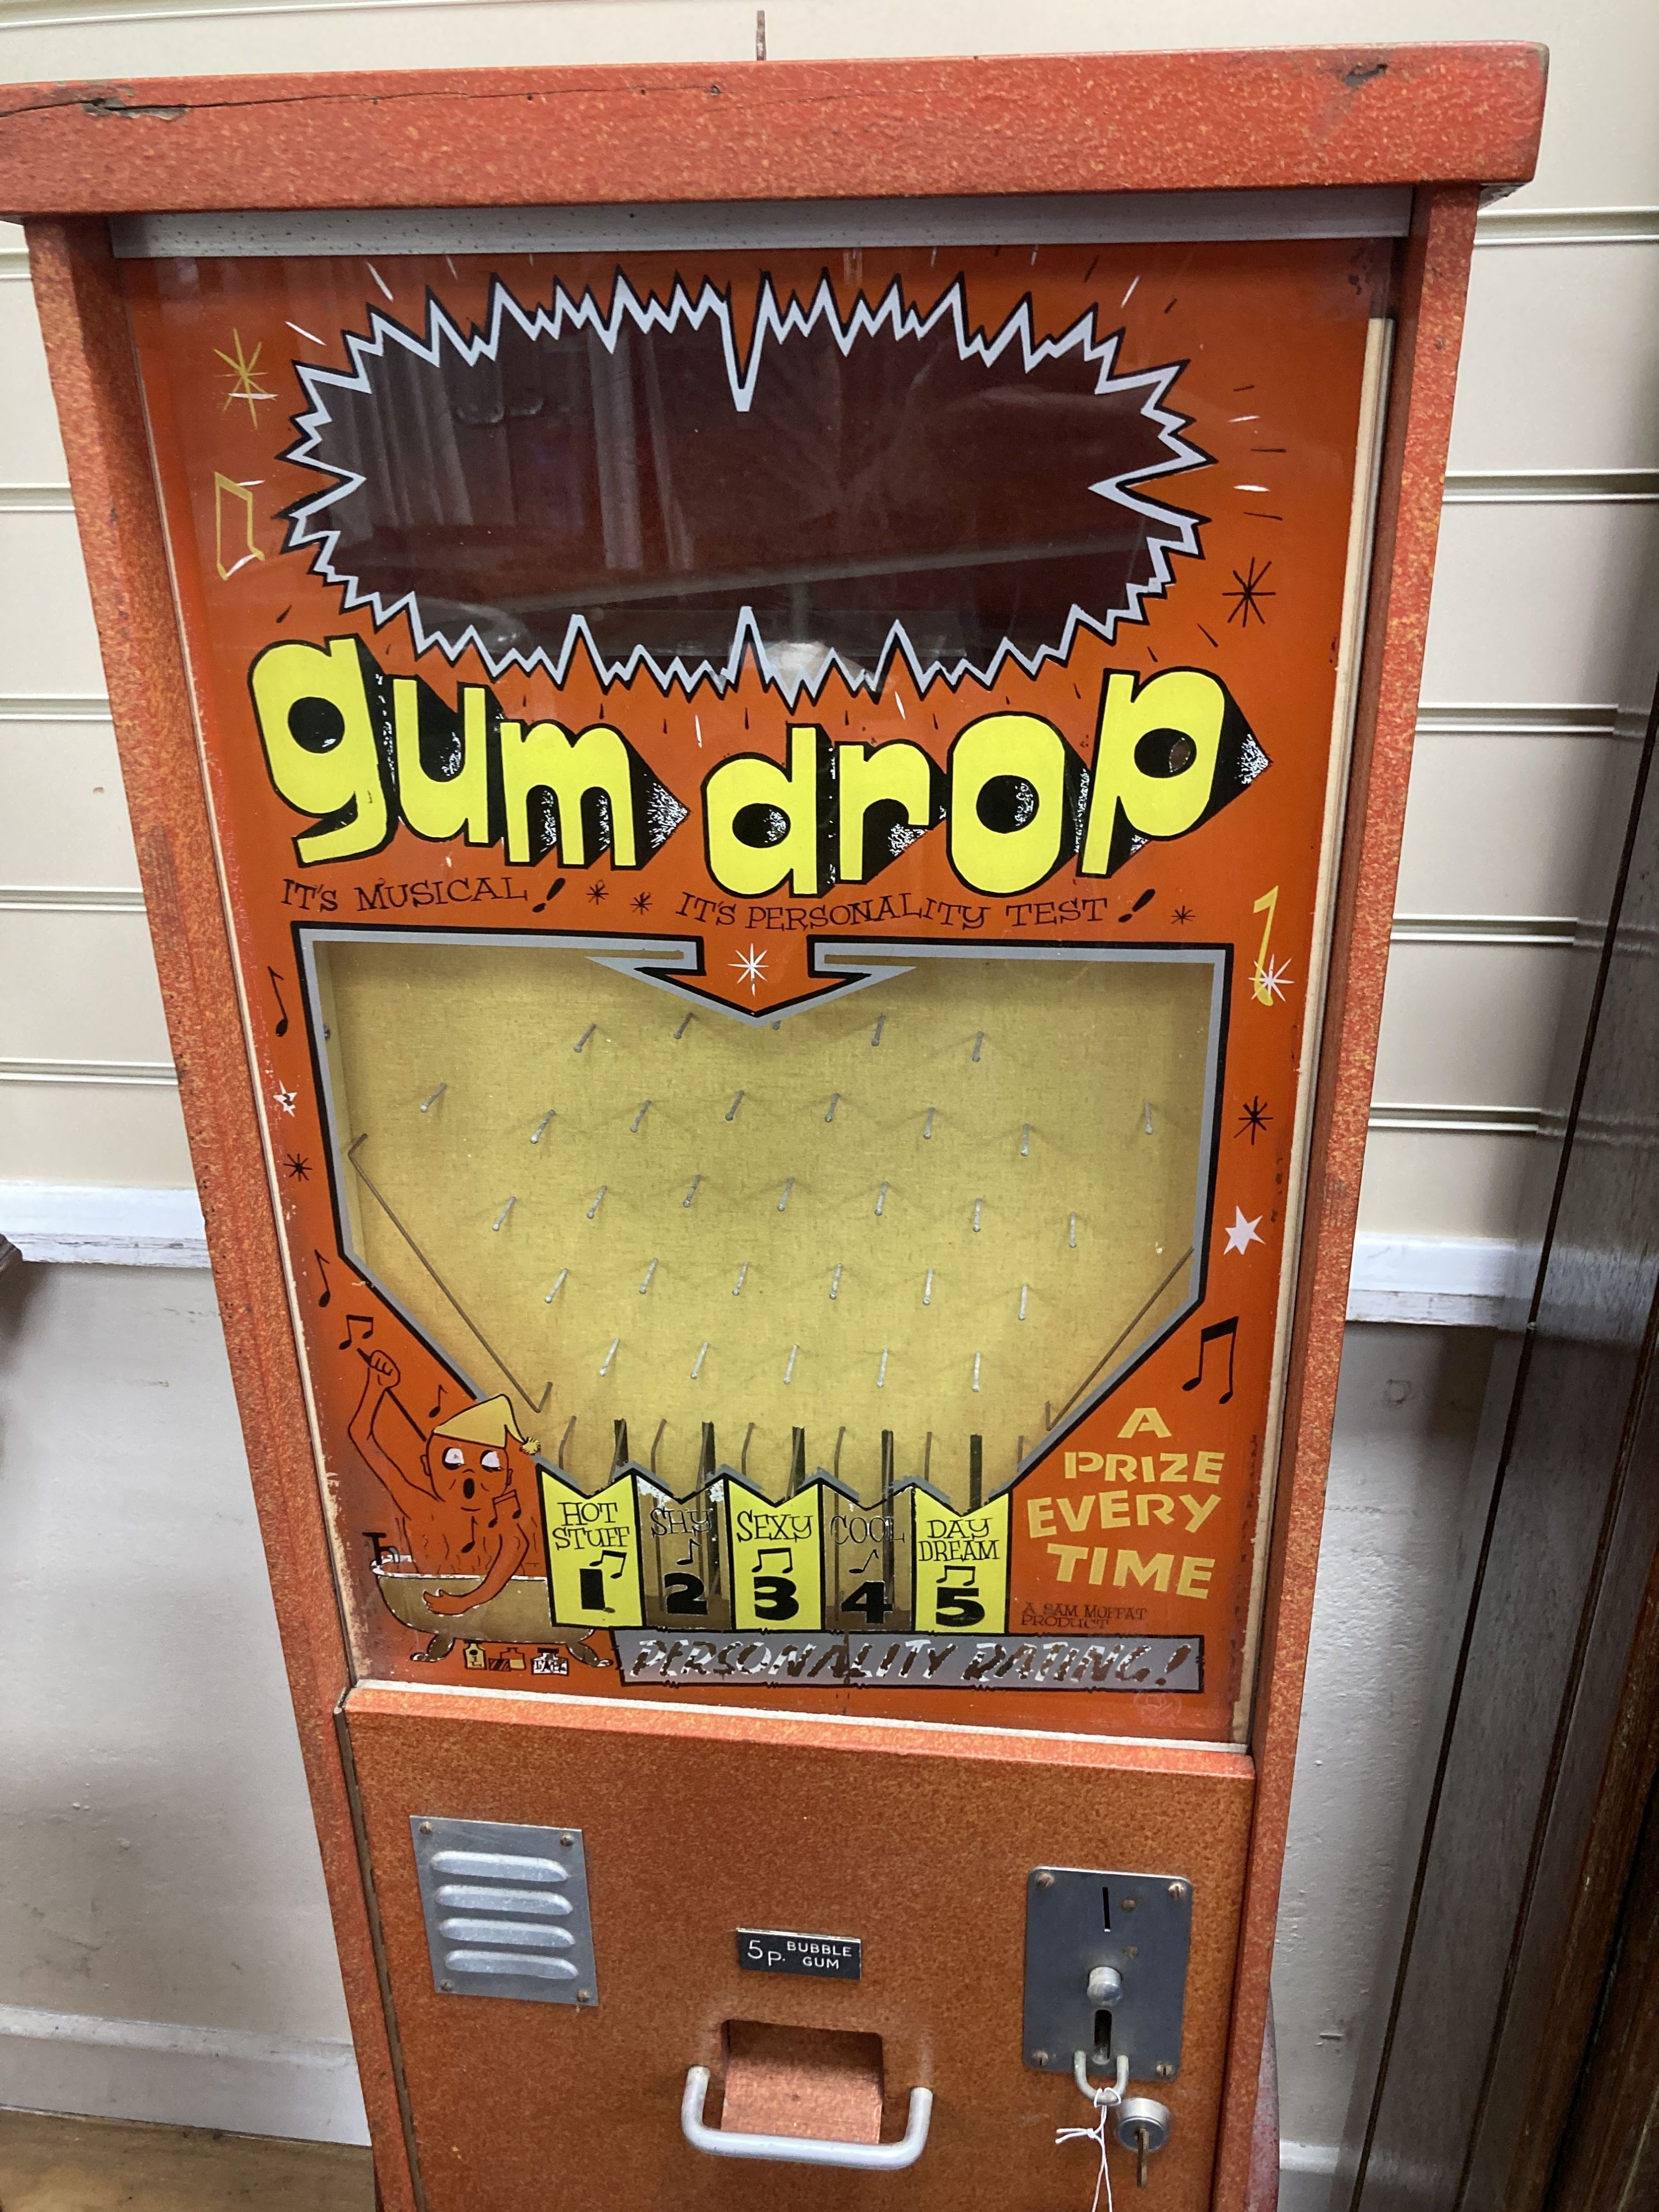 gum drop
IT'S MUSICAL! * * IT'S PERSONALITY TEST! *
HOT STUFF 1
SHY 2
SEXY 3
COOL 4
DAY DREAM 5
A
PRIZE
EVERY
TIME
A SAM MOFFAT
PRODUCT
PERSONALITY RATING!
5p. BUBBLE
GUM